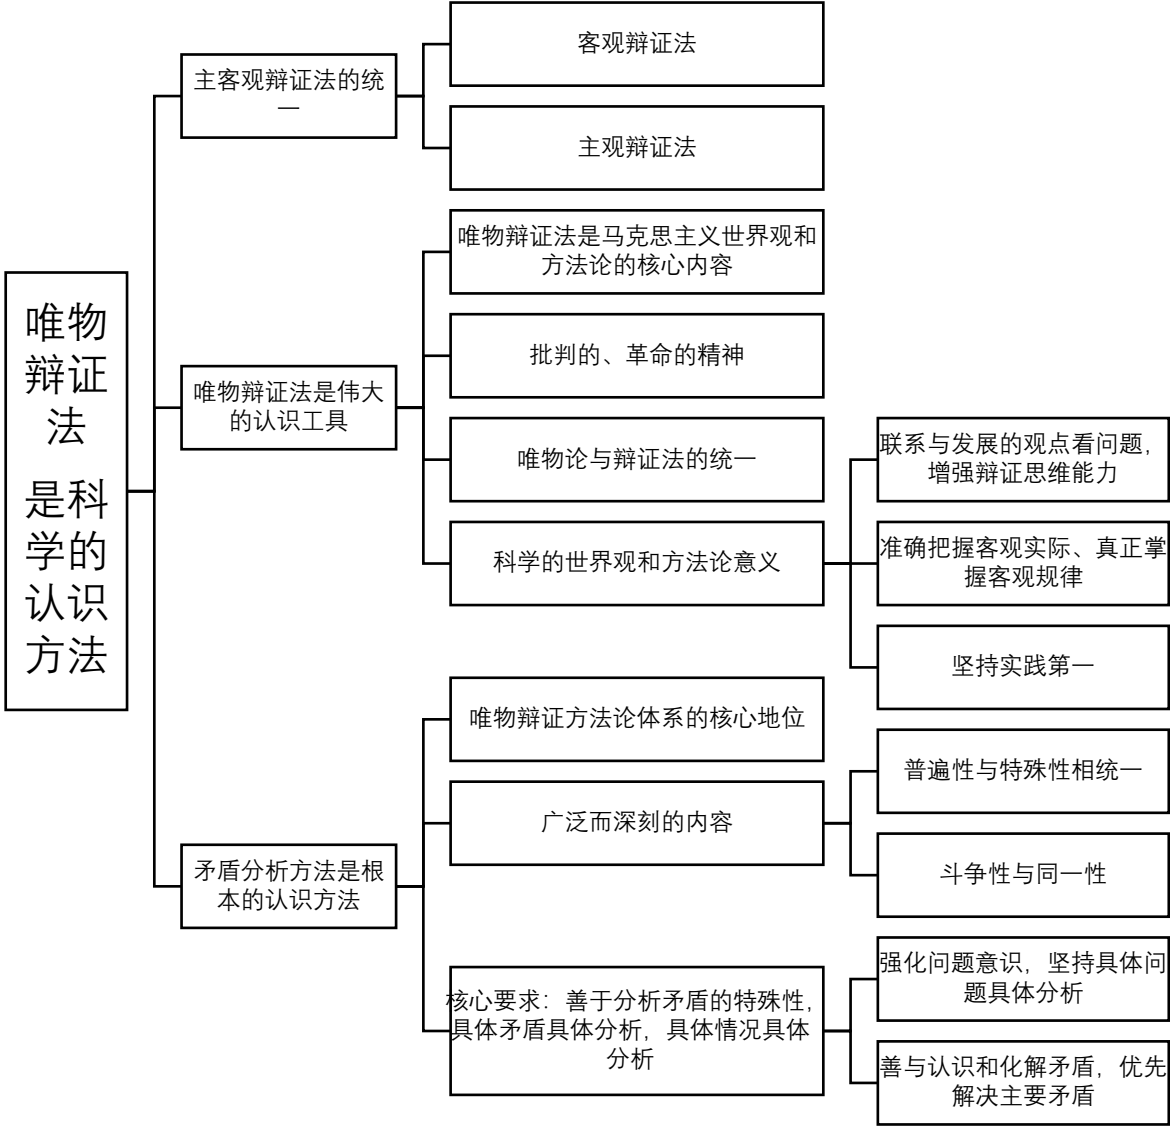 唯物
辩证
法
是科
学的
认识
方法
主客观辩证法的统
一
客观辩证法
主观辩证法
唯物辩证法是伟大
的认识工具
唯物辩证法是马克思主义世界观和
方法论的核心内容
批判的、革命的精神
唯物论与辩证法的统一
科学的世界观和方法论意义
联系与发展的观点看问题，
增强辩证思维能力
准确把握客观实际、真正掌
握客观规律
坚持实践第一
矛盾分析方法是根
本的认识方法
唯物辩证方法论体系的核心地位
广泛而深刻的内容
普遍性与特殊性相统一
斗争性与同一性
核心要求：善于分析矛盾的特殊性，
具体矛盾具体分析，具体情况具体
分析
强化问题意识，坚持具体问
题具体分析
善与认识和化解矛盾，优先
解决主要矛盾